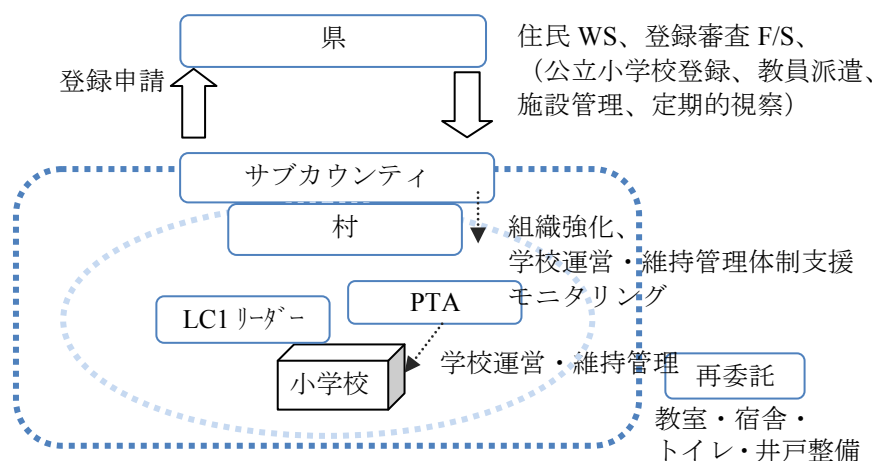 県
住民 WS、登録審査 F/S、
（公立小学校登録、教員派遣、
施設管理、定期的視察）
登録申請
サブカウンティ
村
組織強化、
学校運営・維持管理体制支援
モニタリング
LC1 ﾘｰﾀﾞｰ
PTA
学校運営・維持管理
小学校
再委託
教室・宿舎・
トイレ・井戸整備